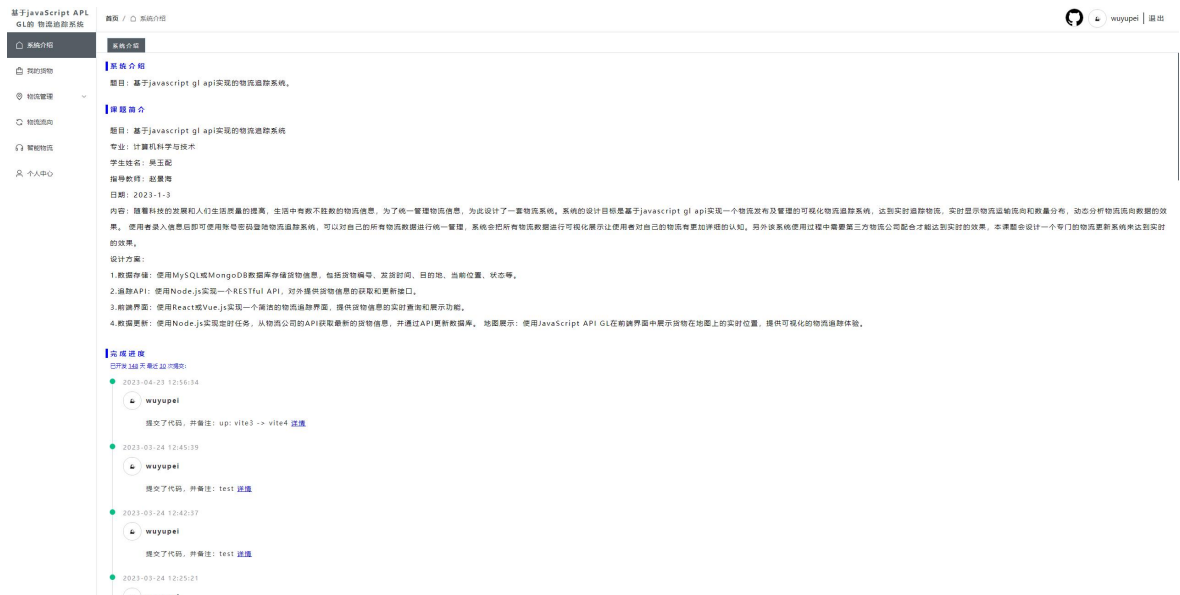 基于javaScript APL
GL的 物流追踪系统
首页 / 系统介绍
wuyupei | 退出
系统介绍
我的货物
物流管理
物流流向
智能物流
个人中心
系统介绍
系统介绍
题目：基于javascript gl api实现的物流追踪系统。
课题简介
题目：基于javascript gl api实现的物流追踪系统
专业：计算机科学与技术
学生姓名：吴玉配
指导教师：赵景海
日期：2023-1-3
内容：随着科技的发展和人们生活质量的提高，生活中有数不胜数的物流信息，为了统一管理物流信息，为此设计了一套物流系统。系统的设计目标是基于javascript gl api实现一个物流发布及管理的可视化物流追踪系统，达到实时追踪物流，实时显示物流运输流向和数量分布，动态分析物流流向数据的效
果。 使用者录入信息后即可使用账号密码登陆物流追踪系统，可以对自己的所有物流数据进行统一管理，系统会把所有物流数据进行可视化展示让使用者对自己的物流有更加详细的认知。另外该系统使用过程中需要第三方物流公司配合才能达到实时的效果，本课题会设计一个专门的物流更新系统来达到实时
的效果。
设计方案：
1.数据存储：使用MySQL或MongoDB数据库存储货物信息，包括货物编号、发货时间、目的地、当前位置、状态等。
2.追踪API：使用Node.js实现一个RESTful API，对外提供货物信息的获取和更新接口。
3.前端界面：使用React或Vue.js实现一个简洁的物流追踪界面，提供货物信息的实时查询和展示功能。
4.数据更新：使用Node.js实现定时任务，从物流公司的API获取最新的货物信息，并通过API更新数据库。 地图展示：使用JavaScript API GL在前端界面中展示货物在地图上的实时位置，提供可视化的物流追踪体验。
完成进度
已开发 148 天 最近 10 次提交：
2023-04-23 12:56:34
wuyupei
提交了代码，并备注：up: vite3 -> vite4 详情
2023-03-24 12:45:39
wuyupei
提交了代码，并备注：test 详情
2023-03-24 12:42:37
wuyupei
提交了代码，并备注：test 详情
2023-03-24 12:25:21